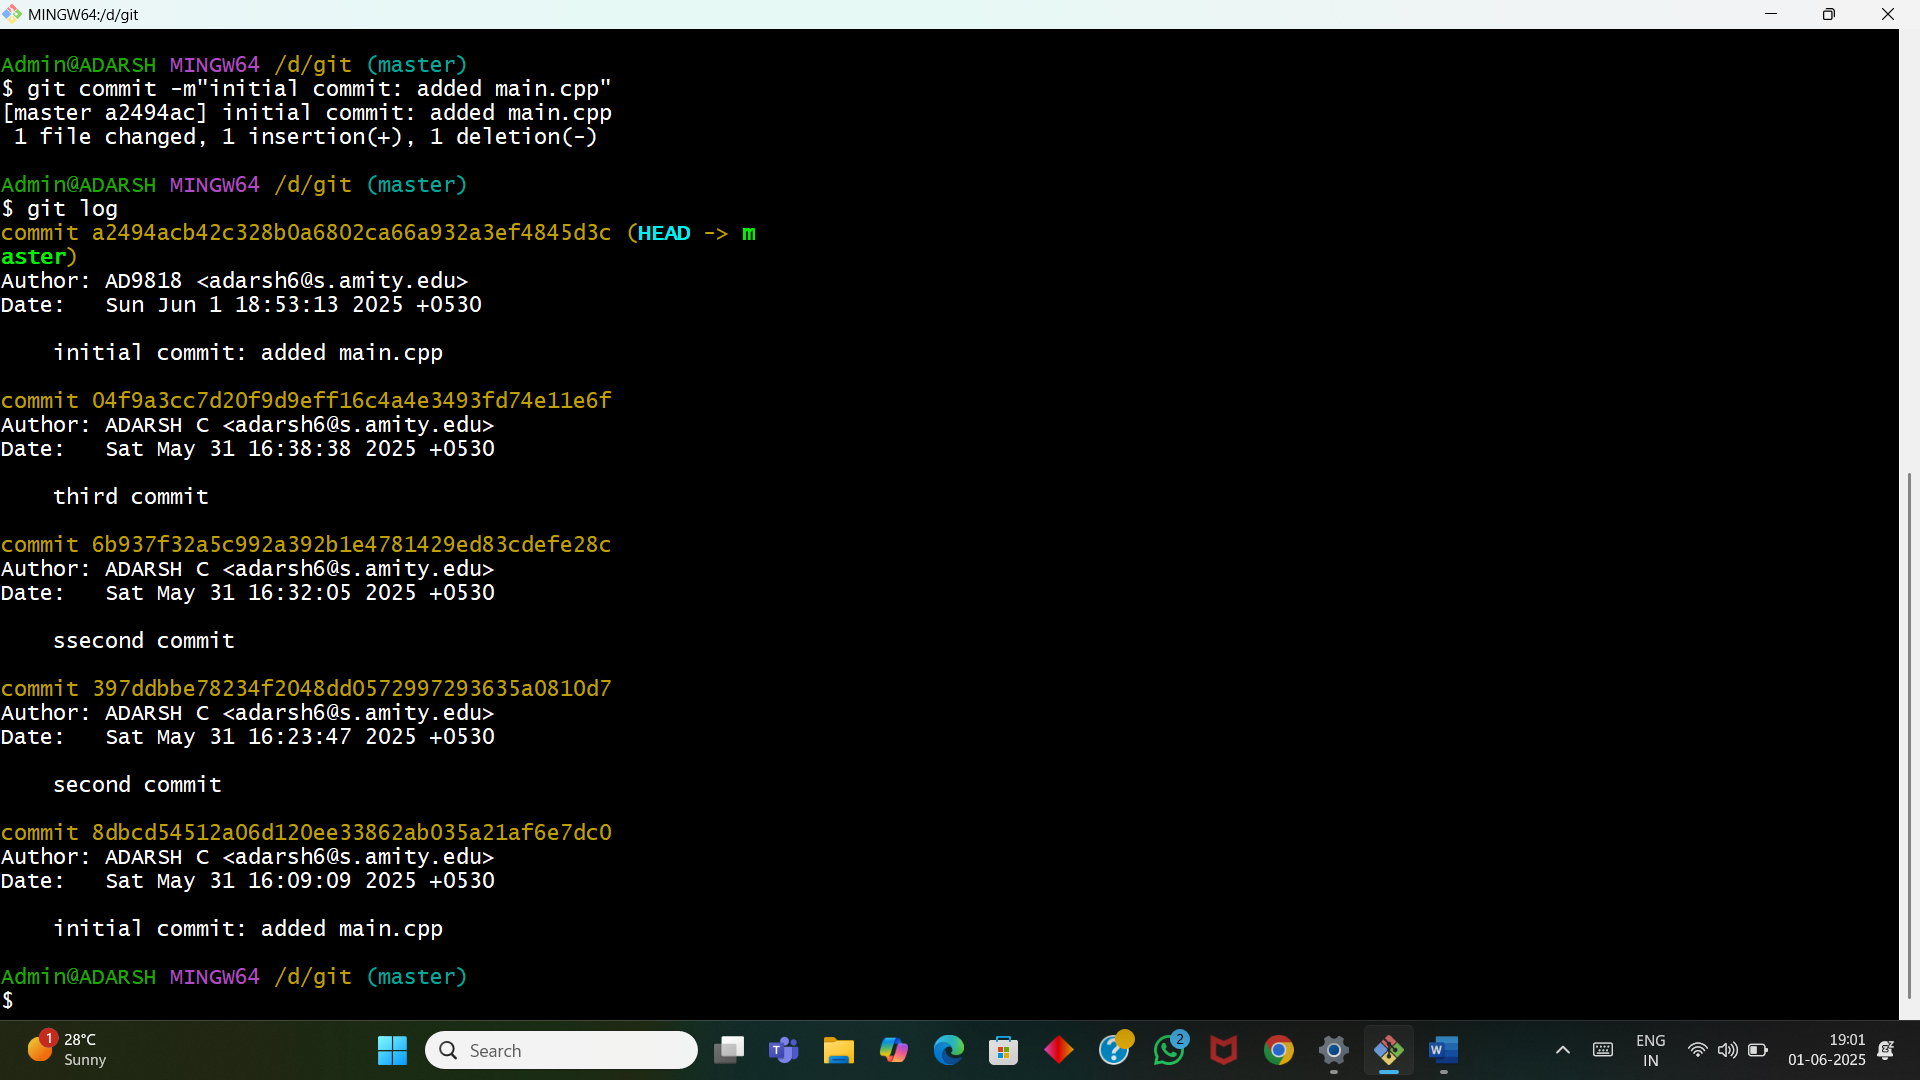 MINGW64:/d/git
Admin@ADARSH MINGW64 /d/git (master)
$ git commit -m"initial commit: added main.cpp"
[master a2494ac] initial commit: added main.cpp
 1 file changed, 1 insertion(+), 1 deletion(-)
Admin@ADARSH MINGW64 /d/git (master)
$ git log
commit a2494acb42c328b0a6802ca66a932a3ef4845d3c (HEAD -> m
aster)
Author: AD9818 <adarsh6@s.amity.edu>
Date:   Sun Jun 1 18:53:13 2025 +0530
    initial commit: added main.cpp
commit 04f9a3cc7d20f9d9eff16c4a4e3493fd74e11e6f
Author: ADARSH C <adarsh6@s.amity.edu>
Date:   Sat May 31 16:38:38 2025 +0530
    third commit
commit 6b937f32a5c992a392b1e4781429ed83cdefe28c
Author: ADARSH C <adarsh6@s.amity.edu>
Date:   Sat May 31 16:32:05 2025 +0530
    ssecond commit
commit 397ddbbe78234f2048dd0572997293635a0810d7
Author: ADARSH C <adarsh6@s.amity.edu>
Date:   Sat May 31 16:23:47 2025 +0530
    second commit
commit 8dbcd54512a06d120ee33862ab035a21af6e7dc0
Author: ADARSH C <adarsh6@s.amity.edu>
Date:   Sat May 31 16:09:09 2025 +0530
    initial commit: added main.cpp
Admin@ADARSH MINGW64 /d/git (master)
$
1
28°C
Sunny
Search
2
ENG
IN
19:01
01-06-2025